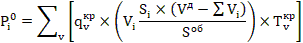 P_i^0 = ∑_v [ q_v^кр × ( V_i (S_i × (V^д − ∑ V_i)) / S^об ) × T_v^кр ]